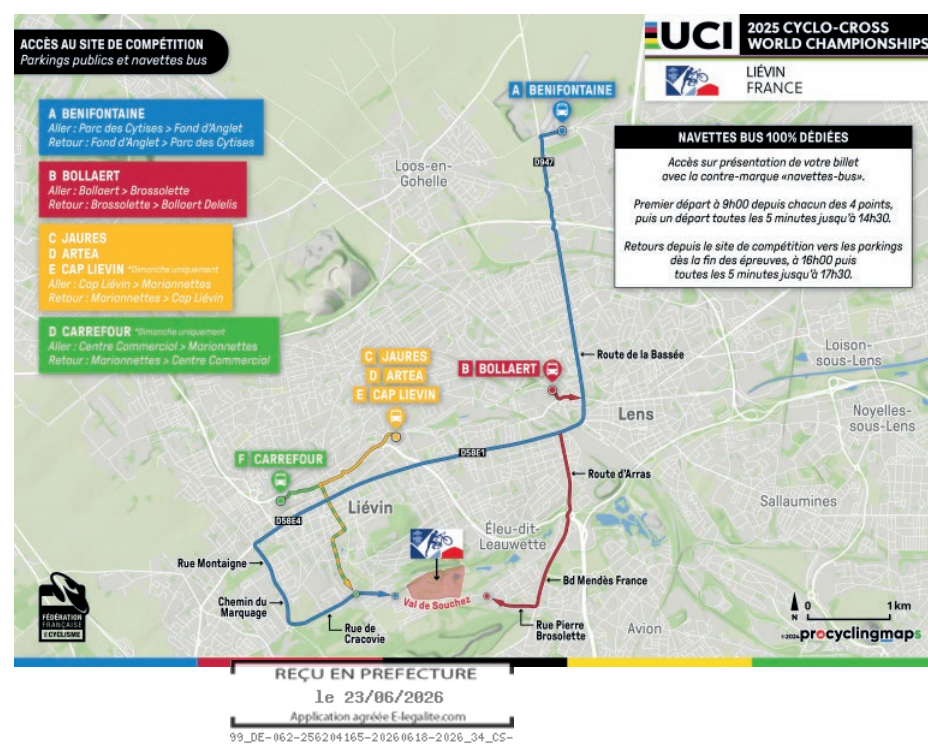 ACCÈS AU SITE DE COMPÉTITION
Parkings publics et navettes bus
UCI
2025 CYCLO-CROSS
WORLD CHAMPIONSHIPS
LIÉVIN
FRANCE
A BENIFONTAINE
Aller : Parc des Cytises > Fond d'Anglet
Retour : Fond d'Anglet > Parc des Cytises
B BOLLAERT
Aller : Bollaert > Brossolette
Retour : Brossolette > Bollaert Delelis
C JAURES
D ARTEA
E CAP LIEVIN *Dimanche uniquement
Aller : Cap Liévin > Marionnettes
Retour : Marionnettes > Cap Liévin
D CARREFOUR *Dimanche uniquement
Aller : Centre Commercial > Marionnettes
Retour : Marionnettes > Centre Commercial
NAVETTES BUS 100% DÉDIÉES
Accès sur présentation de votre billet
avec la contre-marque «navettes-bus».
Premier départ à 9h00 depuis chacun des 4 points,
puis un départ toutes les 5 minutes jusqu'à 14h30.
Retours depuis le site de compétition vers les parkings
dès la fin des épreuves, à 16h00 puis
toutes les 5 minutes jusqu'à 17h30.
A BENIFONTAINE
D947
Loos-en-
Gohelle
Route de la Bassée
Loison-
sous-Lens
C JAURES
D ARTEA
E CAP LIEVIN
B BOLLAERT
Lens
Noyelles-
sous-Lens
D58E1
F CARREFOUR
Route d'Arras
Sallaumines
D58E4
Liévin
Éleu-dit-
Leauwette
Rue Montaigne
Bd Mendès France
Val de Souchez
Chemin du
Marquage
Rue de
Cracovie
Rue Pierre
Brosolette
Avion
FÉDÉRATION
FRANÇAISE
DE CYCLISME
N
0 1 km
©2024 procyclingmaps
REÇU EN PREFECTURE
le 23/06/2026
Application agréée E-legalite.com
99_DE-062-256204165-20260618-2026_34_CS-